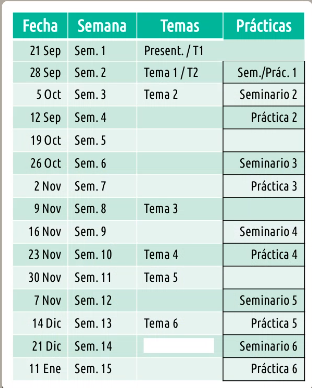 Fecha Semana Temas Prácticas
21 Sep Sem. 1 Present. / T1
28 Sep Sem. 2 Tema 1 / T2 Sem./Prác. 1
5 Oct Sem. 3 Tema 2 Seminario 2
12 Sep Sem. 4 Práctica 2
19 Oct Sem. 5
26 Oct Sem. 6 Seminario 3
2 Nov Sem. 7 Práctica 3
9 Nov Sem. 8 Tema 3
16 Nov Sem. 9 Seminario 4
23 Nov Sem. 10 Tema 4 Práctica 4
30 Nov Sem. 11 Tema 5
7 Nov Sem. 12 Seminario 5
14 Dic Sem. 13 Tema 6 Práctica 5
21 Dic Sem. 14 Seminario 6
11 Ene Sem. 15 Práctica 6